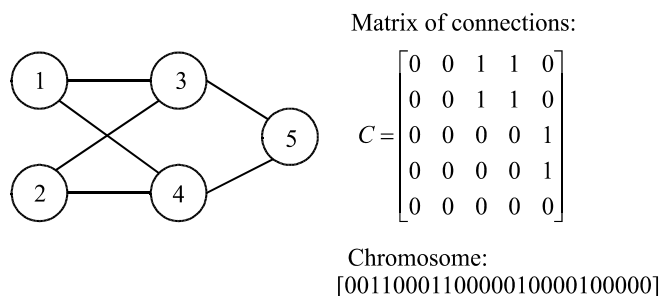 1
3
5
2
4
Matrix of connections:
C = [0 0 1 1 0
0 0 1 1 0
0 0 0 0 1
0 0 0 0 1
0 0 0 0 0]
Chromosome:
[0011000110000010000100000]